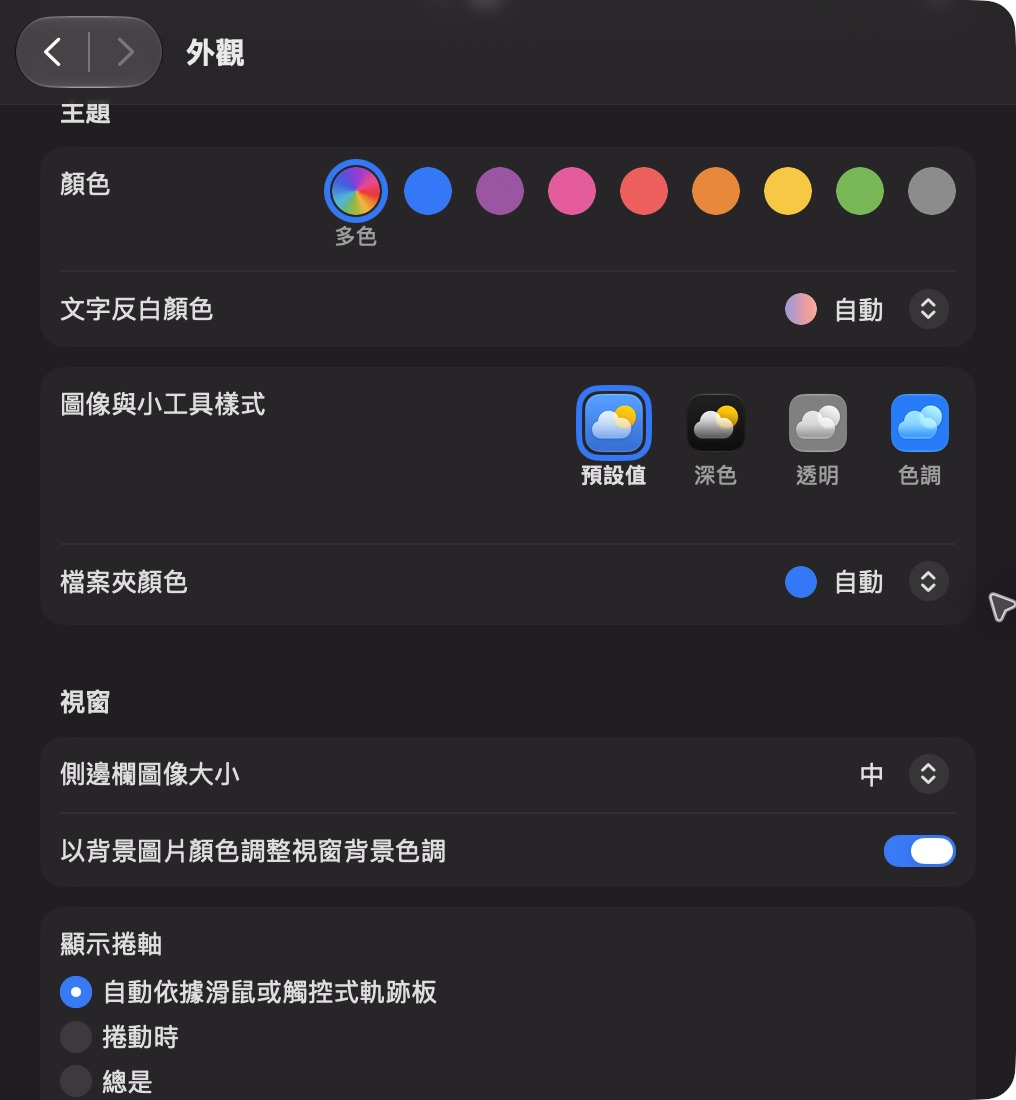 外觀
主題
顏色
多色
文字反白顏色
自動
圖像與小工具樣式
預設值
深色
透明
色調
檔案夾顏色
自動
視窗
側邊欄圖像大小
中
以背景圖片顏色調整視窗背景色調
顯示捲軸
自動依據滑鼠或觸控式軌跡板
捲動時
總是